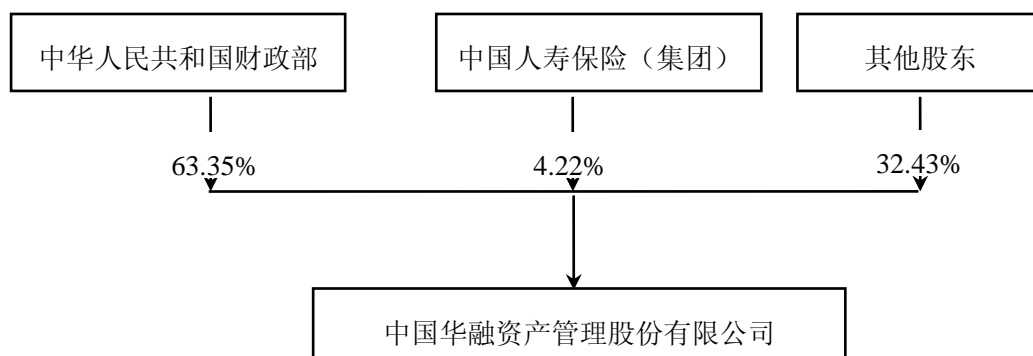 中华人民共和国财政部
中国人寿保险（集团）
其他股东
63.35%
4.22%
32.43%
中国华融资产管理股份有限公司